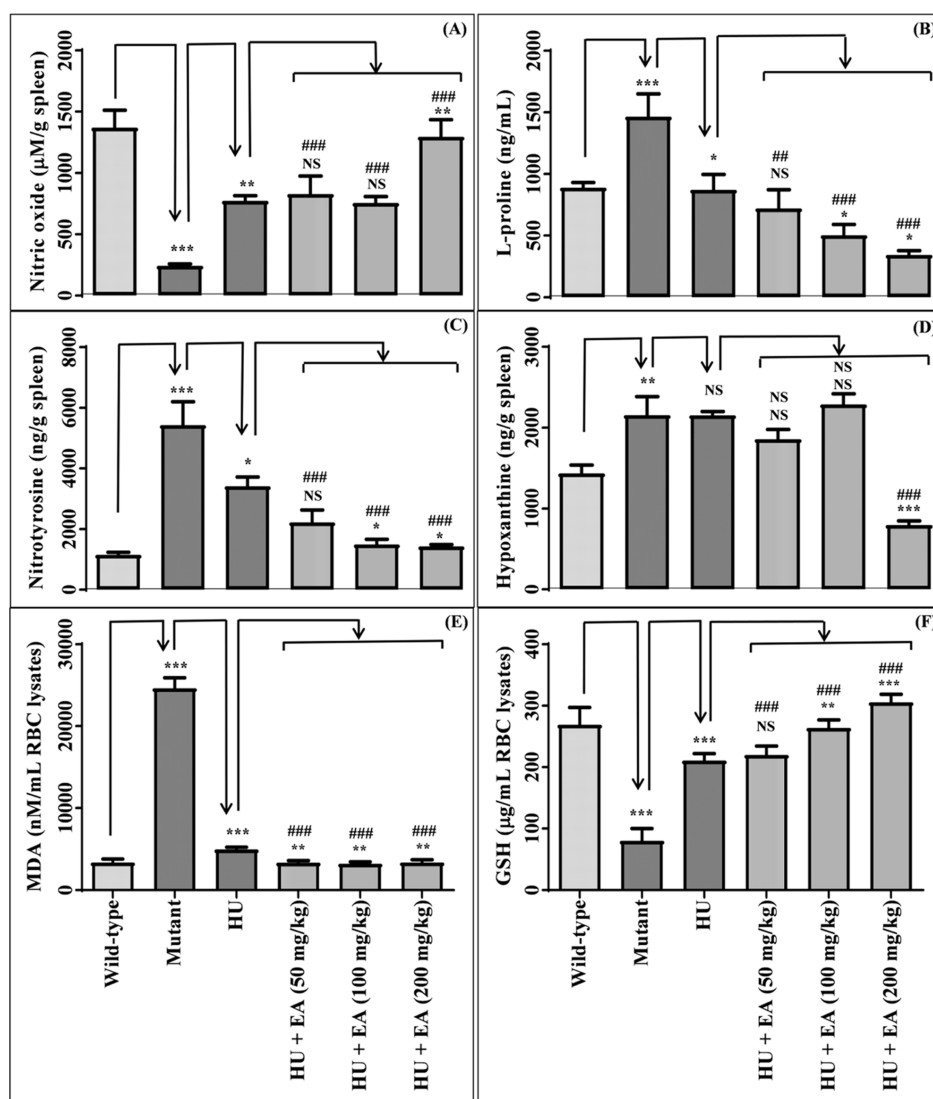 (A)
Nitric oxide (µM/g spleen)
2000
1500
1000
500
0
***
**
###
NS
###
NS
###
**
(B)
L-proline (ng/mL)
2000
1500
1000
500
0
***
*
##
NS
###
*
###
*
(C)
Nitrotyrosine (ng/g spleen)
8000
6000
4000
2000
0
***
*
###
NS
###
*
###
*
(D)
Hypoxanthine (ng/g spleen)
3000
2000
1000
0
**
NS
NS
NS
NS
NS
###
***
(E)
MDA (nM/mL RBC lysates)
30000
20000
10000
0
***
***
###
**
###
**
###
**
Wild-type
Mutant
HU
HU + EA (50 mg/kg)
HU + EA (100 mg/kg)
HU + EA (200 mg/kg)
(F)
GSH (µg/mL RBC lysates)
400
300
200
100
0
***
***
###
NS
###
**
###
***
Wild-type
Mutant
HU
HU + EA (50 mg/kg)
HU + EA (100 mg/kg)
HU + EA (200 mg/kg)